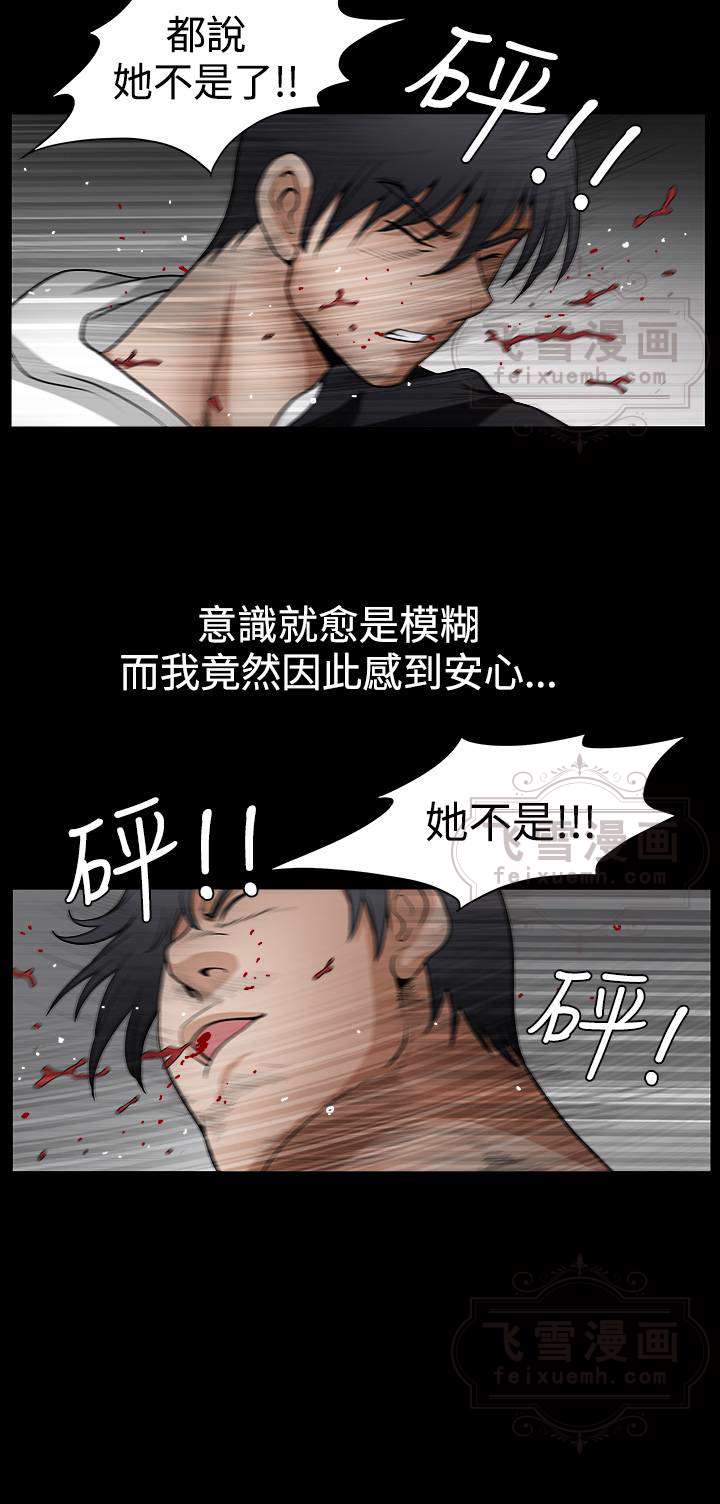 都說
她不是了!!
砰!!
飞雪漫画
feixuemh.com
意識就愈是模糊
而我竟然因此感到安心...
她不是!!!
飞雪漫画
feixuemh.com
砰!!
砰!
飞雪漫画
feixuemh.com